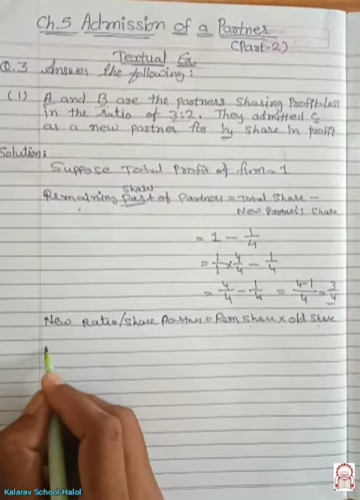 Ch.5 Admission of a Partner
(Part-2)
Textual Ex.
Q.3 Answer the following:
(1) A and B are the partners sharing Profit-Loss
in the ratio of 3:2. They admitted C
as a new partner for 1/4 share in profit
Solution:
Suppose Total Profit of firm = 1
share
Remaining part of Partners = Total Share -
New Partner's Share
= 1 - 1/4
= 1/1 × 4/4 - 1/4
= 4/4 - 1/4 = 4-1/4 = 3/4
New Ratio/Share Partner = Rem share × old share
Kalarav School Halol